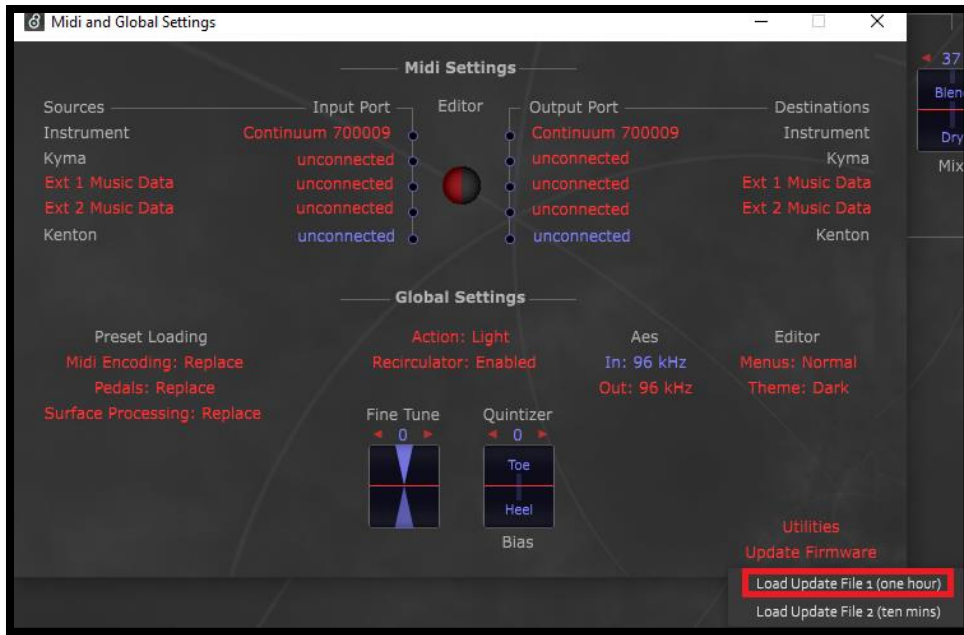 Midi and Global Settings
Midi Settings
Sources Input Port Editor Output Port Destinations
Instrument Continuum 700009 Continuum 700009 Instrument
Kyma unconnected unconnected Kyma
Ext 1 Music Data unconnected unconnected Ext 1 Music Data
Ext 2 Music Data unconnected unconnected Ext 2 Music Data
Kenton unconnected unconnected Kenton
Global Settings
Preset Loading Action: Light Aes Editor
Midi Encoding: Replace Recirculator: Enabled In: 96 kHz Menus: Normal
Pedals: Replace Out: 96 kHz Theme: Dark
Surface Processing: Replace
Fine Tune Quintizer
0 0
Toe
Heel
Bias
Utilities
Update Firmware
Load Update File 1 (one hour)
Load Update File 2 (ten mins)
37
Dry
Mix